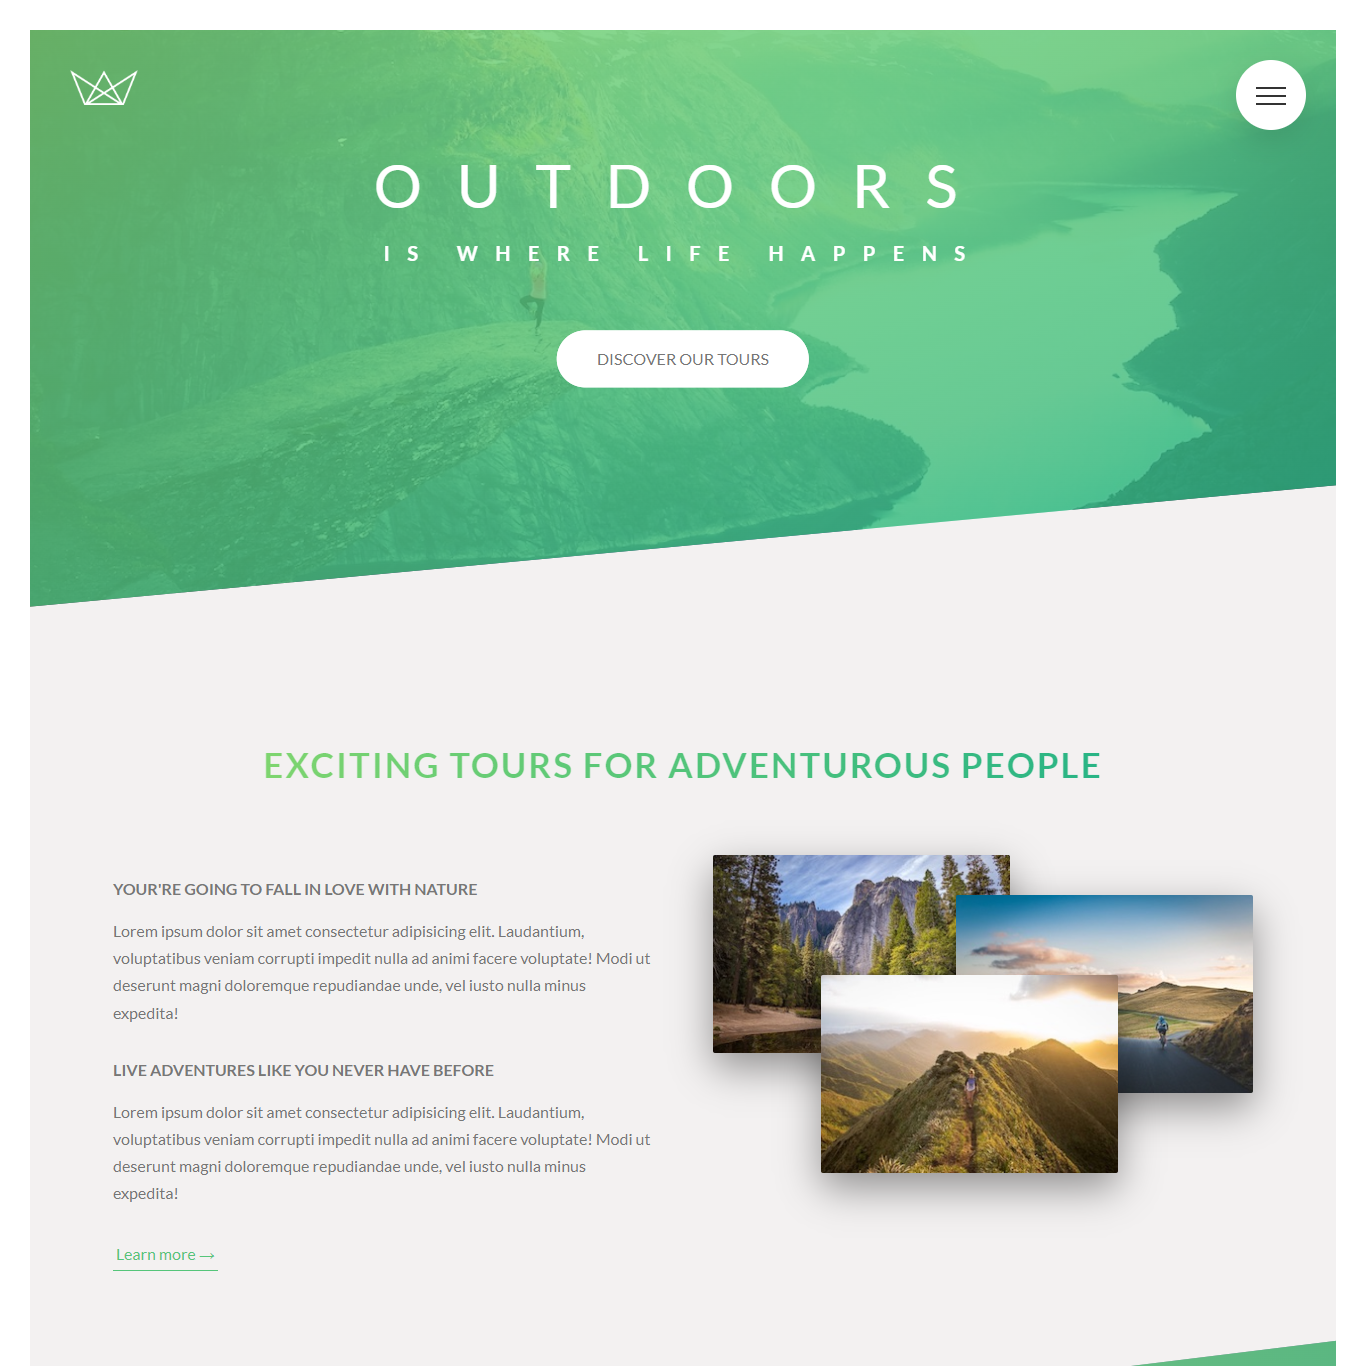 OUTDOORS
IS WHERE LIFE HAPPENS
DISCOVER OUR TOURS
EXCITING TOURS FOR ADVENTUROUS PEOPLE
YOUR'RE GOING TO FALL IN LOVE WITH NATURE
Lorem ipsum dolor sit amet consectetur adipisicing elit. Laudantium,
voluptatibus veniam corrupti impedit nulla ad animi facere voluptate! Modi ut
deserunt magni doloremque repudiandae unde, vel iusto nulla minus
expedita!
LIVE ADVENTURES LIKE YOU NEVER HAVE BEFORE
Lorem ipsum dolor sit amet consectetur adipisicing elit. Laudantium,
voluptatibus veniam corrupti impedit nulla ad animi facere voluptate! Modi ut
deserunt magni doloremque repudiandae unde, vel iusto nulla minus
expedita!
Learn more →